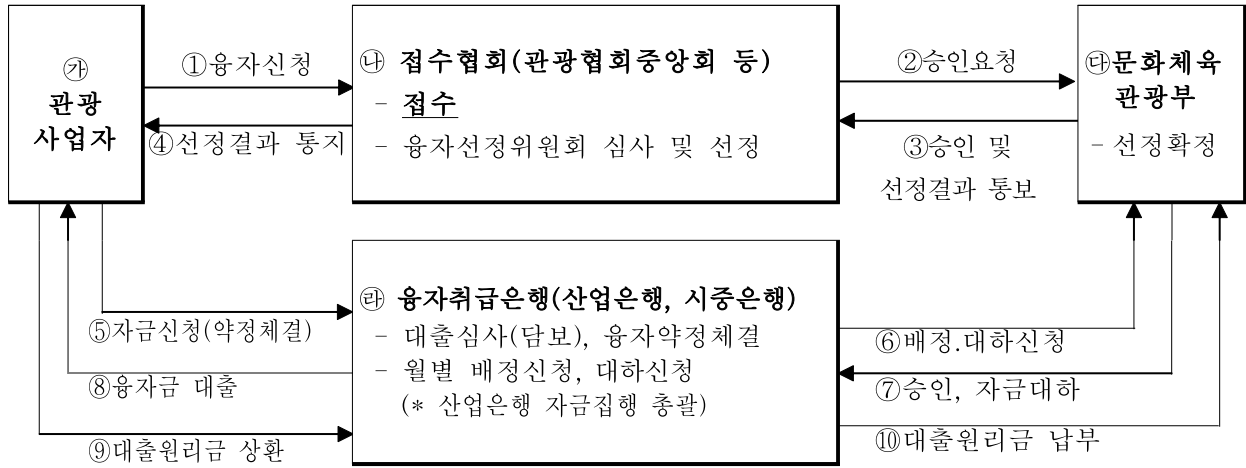 ㉮
관광
사업자
①융자신청
④선정결과 통지
㉯ 접수협회(관광협회중앙회 등)
- 접수
- 융자선정위원회 심사 및 선정
②승인요청
③승인 및
선정결과 통보
㉰문화체육
관광부
- 선정확정
⑤자금신청(약정체결)
⑧융자금 대출
⑨대출원리금 상환
㉱ 융자취급은행(산업은행, 시중은행)
- 대출심사(담보), 융자약정체결
- 월별 배정신청, 대하신청
(* 산업은행 자금집행 총괄)
⑥배정.대하신청
⑦승인, 자금대하
⑩대출원리금 납부